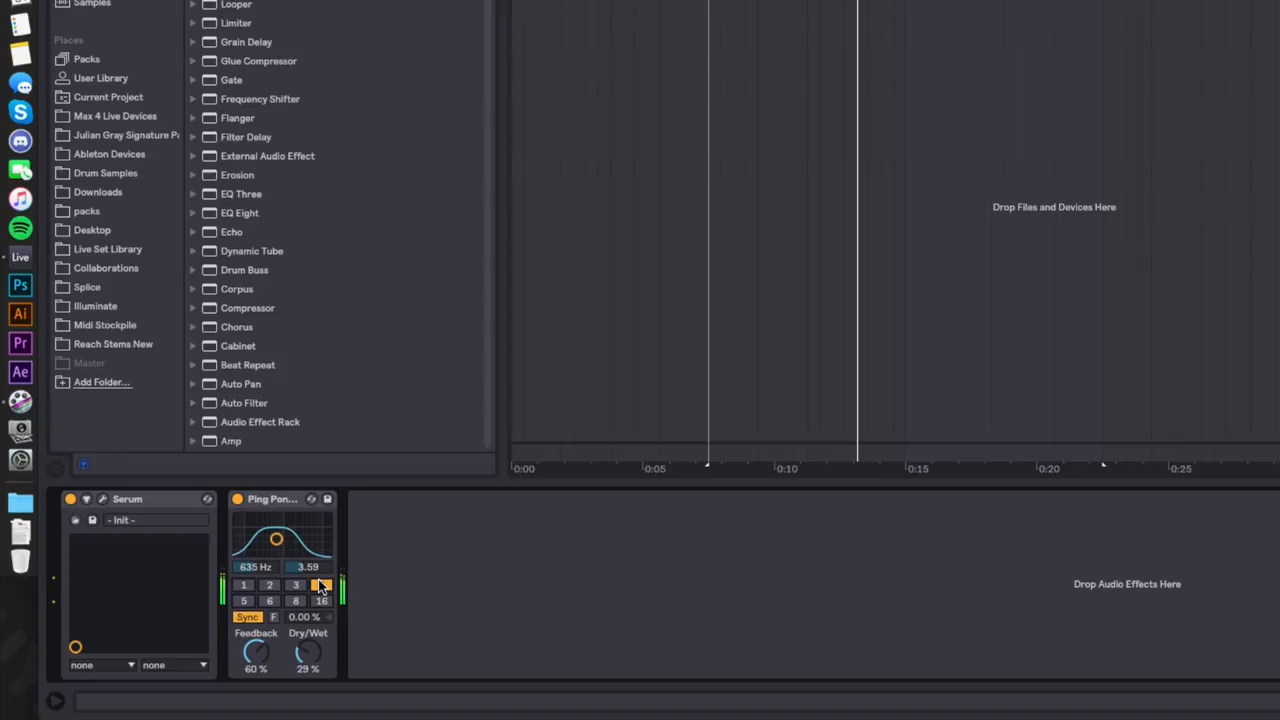 Samples
Places
Packs
User Library
Current Project
Max 4 Live Devices
Julian Gray Signature P
Ableton Devices
Drum Samples
Downloads
packs
Desktop
Live Set Library
Collaborations
Splice
Illuminate
Midi Stockpile
Reach Stems New
Master
Add Folder...
Looper
Limiter
Grain Delay
Glue Compressor
Gate
Frequency Shifter
Flanger
Filter Delay
External Audio Effect
Erosion
EQ Three
EQ Eight
Echo
Dynamic Tube
Drum Buss
Corpus
Compressor
Chorus
Cabinet
Beat Repeat
Auto Pan
Auto Filter
Audio Effect Rack
Amp
Live
Ps
Ai
Pr
Ae
Drop Files and Devices Here
0:00 0:05 0:10 0:15 0:20 0:25
Serum
- Init -
none none
Ping Pon...
635 Hz 3.59
1 2 3
5 6 8 16
Sync F 0.00 %
Feedback Dry/Wet
60 % 29 %
Drop Audio Effects Here